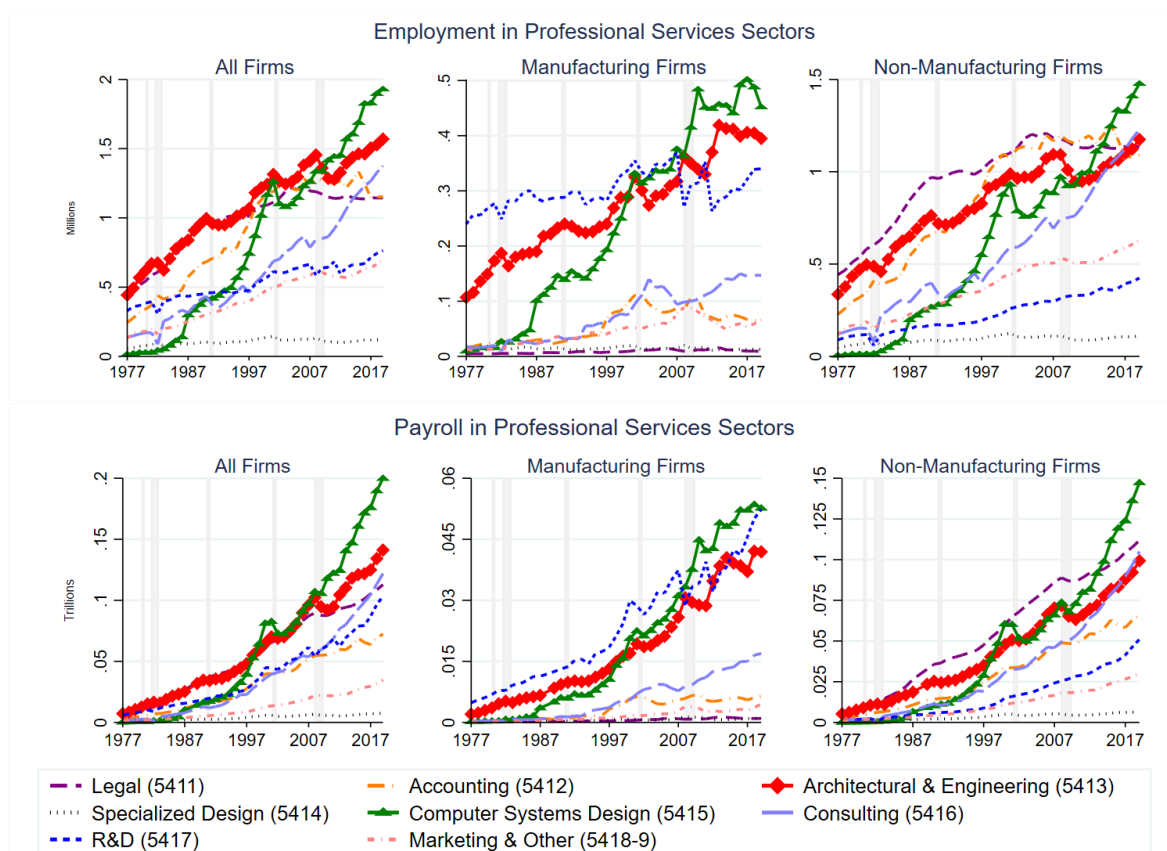 Employment in Professional Services Sectors
All Firms
Manufacturing Firms
Non-Manufacturing Firms
Millions
0 .5 1 1.5 2
1977 1987 1997 2007 2017
0 .1 .2 .3 .4 .5
1977 1987 1997 2007 2017
0 .5 1 1.5
1977 1987 1997 2007 2017
Payroll in Professional Services Sectors
All Firms
Manufacturing Firms
Non-Manufacturing Firms
Trillions
0 .05 .1 .15 .2
1977 1987 1997 2007 2017
0 .015 .03 .045 .06
1977 1987 1997 2007 2017
0 .025 .05 .075 .1 .125 .15
1977 1987 1997 2007 2017
Legal (5411)
Accounting (5412)
Architectural & Engineering (5413)
Specialized Design (5414)
Computer Systems Design (5415)
Consulting (5416)
R&D (5417)
Marketing & Other (5418-9)